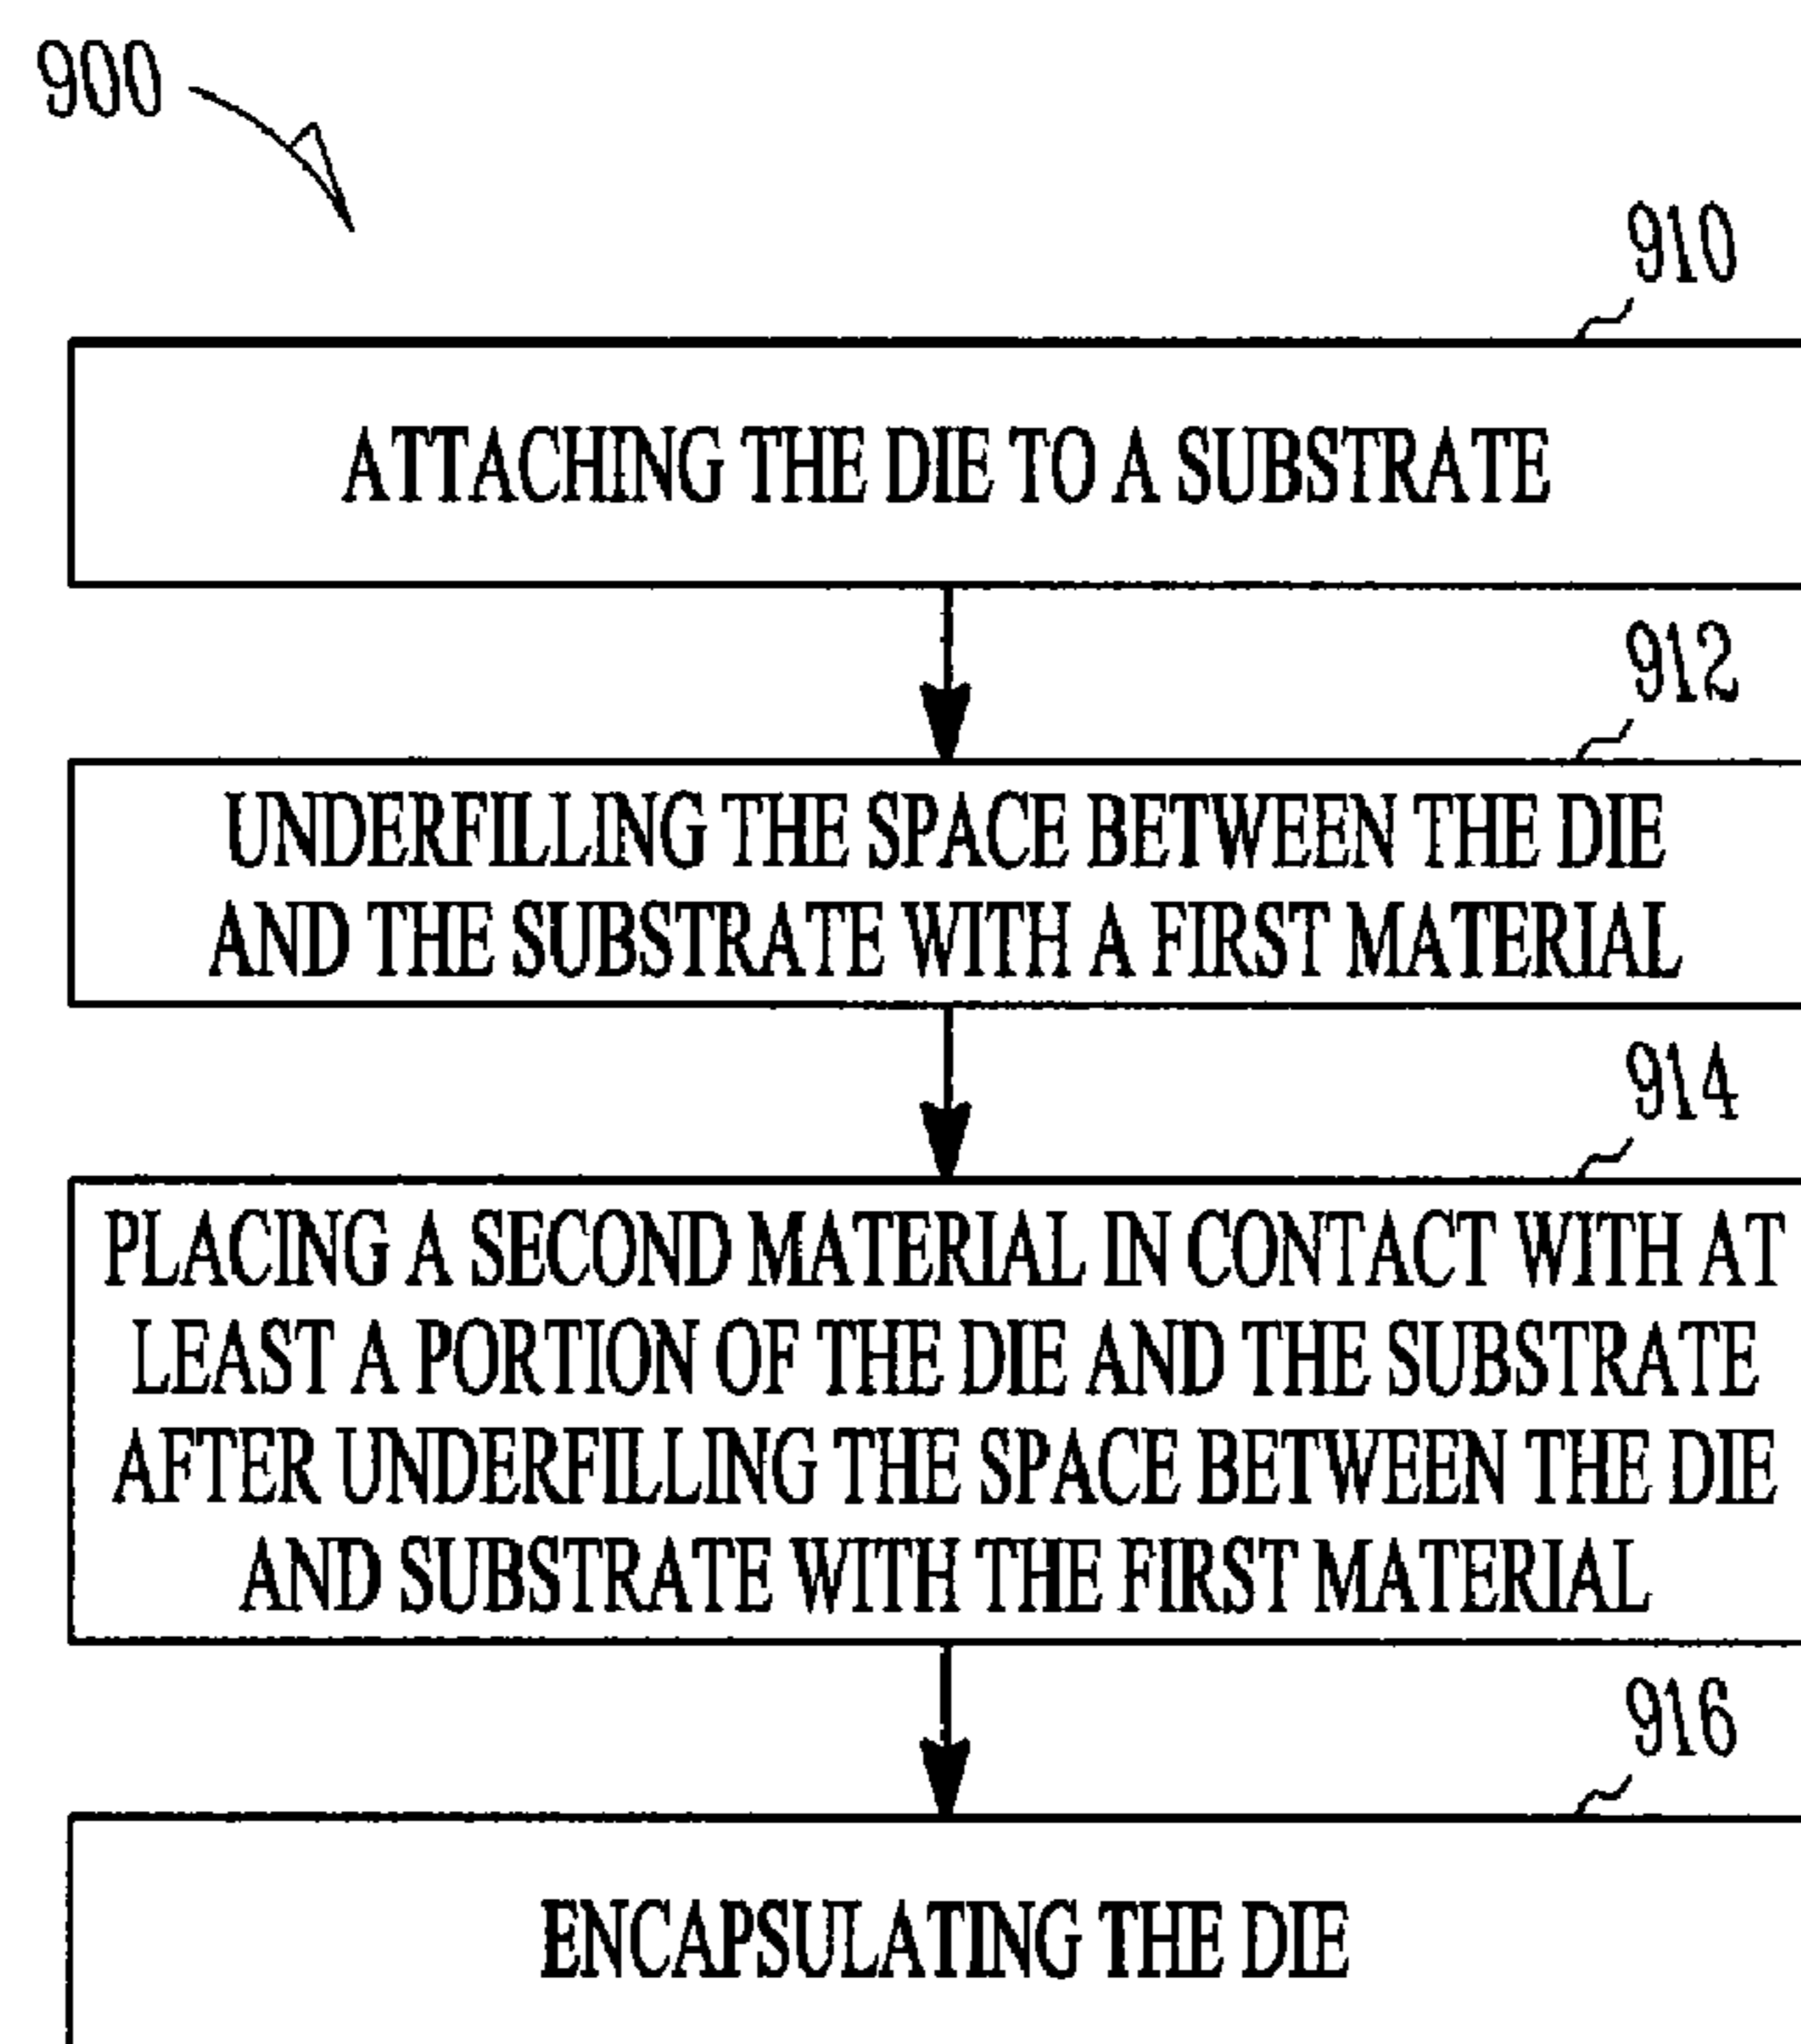 900
910
ATTACHING THE DIE TO A SUBSTRATE
912
UNDERFILLING THE SPACE BETWEEN THE DIE
AND THE SUBSTRATE WITH A FIRST MATERIAL
914
PLACING A SECOND MATERIAL IN CONTACT WITH AT
LEAST A PORTION OF THE DIE AND THE SUBSTRATE
AFTER UNDERFILLING THE SPACE BETWEEN THE DIE
AND SUBSTRATE WITH THE FIRST MATERIAL
916
ENCAPSULATING THE DIE